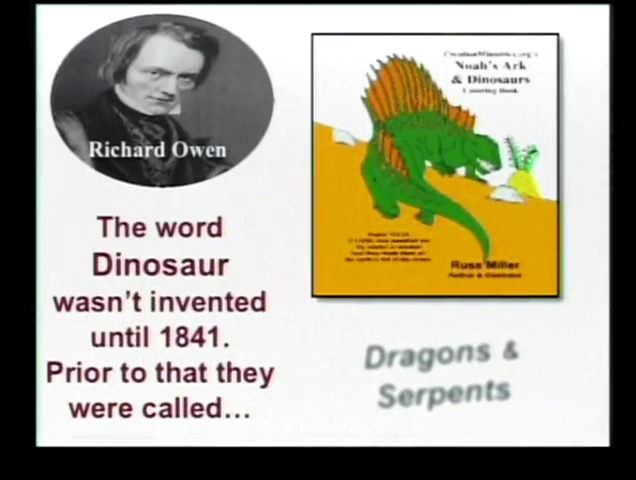 Richard Owen
The word
Dinosaur
wasn't invented
until 1841.
Prior to that they
were called...
CreationMinistries.org's
Noah's Ark
& Dinosaurs
Coloring Book
Russ Miller
Author & Illustrator
Dragons &
Serpents